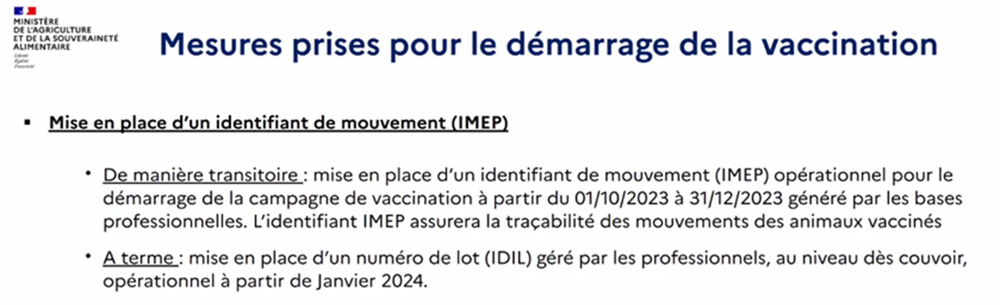 MINISTÈRE
DE L'AGRICULTURE
ET DE LA SOUVERAINETÉ
ALIMENTAIRE
Liberté
Égalité
Fraternité
Mesures prises pour le démarrage de la vaccination
▪ Mise en place d'un identifiant de mouvement (IMEP)
• De manière transitoire : mise en place d'un identifiant de mouvement (IMEP) opérationnel pour le
démarrage de la campagne de vaccination à partir du 01/10/2023 à 31/12/2023 généré par les bases
professionnelles. L'identifiant IMEP assurera la traçabilité des mouvements des animaux vaccinés
• A terme : mise en place d'un numéro de lot (IDIL) géré par les professionnels, au niveau dès couvoir,
opérationnel à partir de Janvier 2024.